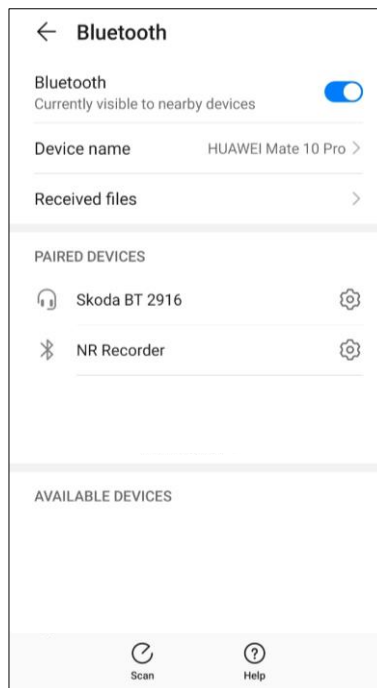 Bluetooth
Bluetooth
Currently visible to nearby devices
Device name HUAWEI Mate 10 Pro
Received files
PAIRED DEVICES
Skoda BT 2916
NR Recorder
AVAILABLE DEVICES
Scan Help